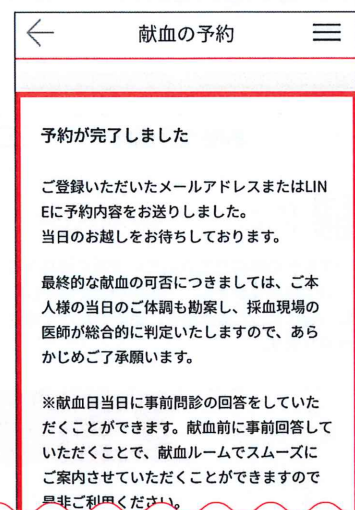 献血の予約
予約が完了しました
ご登録いただいたメールアドレスまたはLIN
Eに予約内容をお送りしました。
当日のお越しをお待ちしております。
最終的な献血の可否につきましては、ご本
人様の当日のご体調も勘案し、採血現場の
医師が総合的に判定いたしますので、あら
かじめご了承願います。
※献血日当日に事前問診の回答をしていた
だくことができます。献血前に事前回答して
いただくことで、献血ルームでスムーズに
ご案内させていただくことができますので
是非ご利用ください。